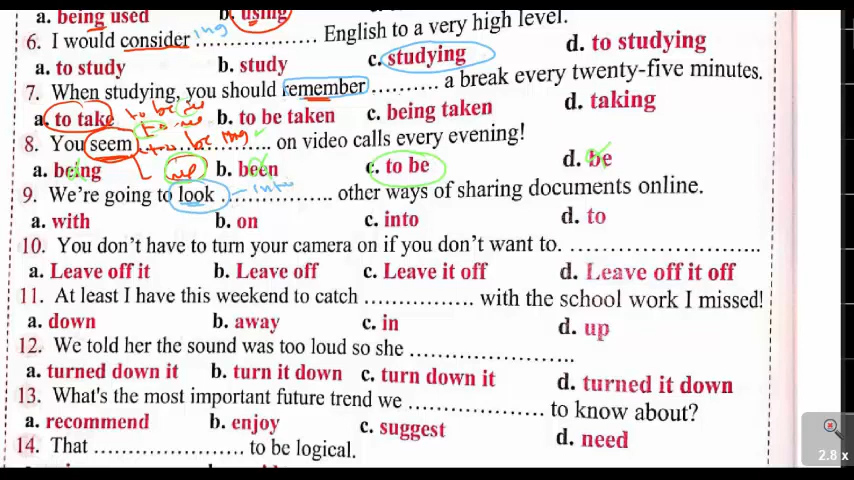 a. being used b. using
6. I would consider ing ..................... English to a very high level.
a. to study b. study c. studying d. to studying
7. When studying, you should remember .......... a break every twenty-five minutes.
a. to take b. to be taken c. being taken d. taking
8. You seem ..................... on video calls every evening!
a. being b. been c. to be d. be
9. We're going to look ................... other ways of sharing documents online.
into
a. with b. on c. into d. to
10. You don't have to turn your camera on if you don't want to. ..........................
a. Leave off it b. Leave off c. Leave it off d. Leave off it off
11. At least I have this weekend to catch ............... with the school work I missed!
a. down b. away c. in d. up
12. We told her the sound was too loud so she ......................
a. turned down it b. turn it down c. turn down it d. turned it down
13. What's the most important future trend we .................... to know about?
a. recommend b. enjoy c. suggest d. need
14. That ..................... to be logical.
2.8 x